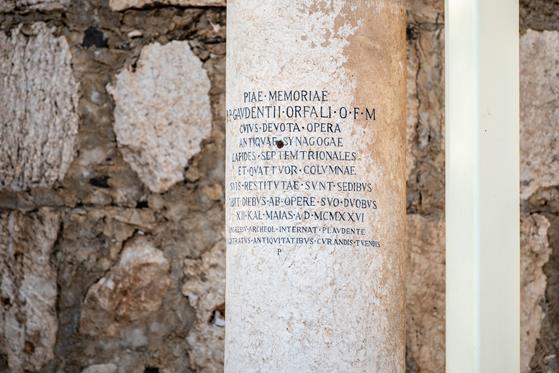 PIAE · MEMORIAE
P · GAVDENTII · ORFALI · O · F · M
CVIVS · DEVOTA · OPERA
ANTIQVAE · SYNAGOGAE
LAPIDES · SEPTEMTRIONALES
ET · QVATTVOR · COLVMNAE
SVIS · RESTITVTAE · SVNT · SEDIBVS
DIEBVS · AB · OPERE · SVO · DVOBVS
XII · KAL · MAIAS · A · D · MCMXXVI
ARCHEOL · INTERNAT · PLAVDENTE
ANTIQVITATIBVS · CVRANDIS · TVENDIS
P